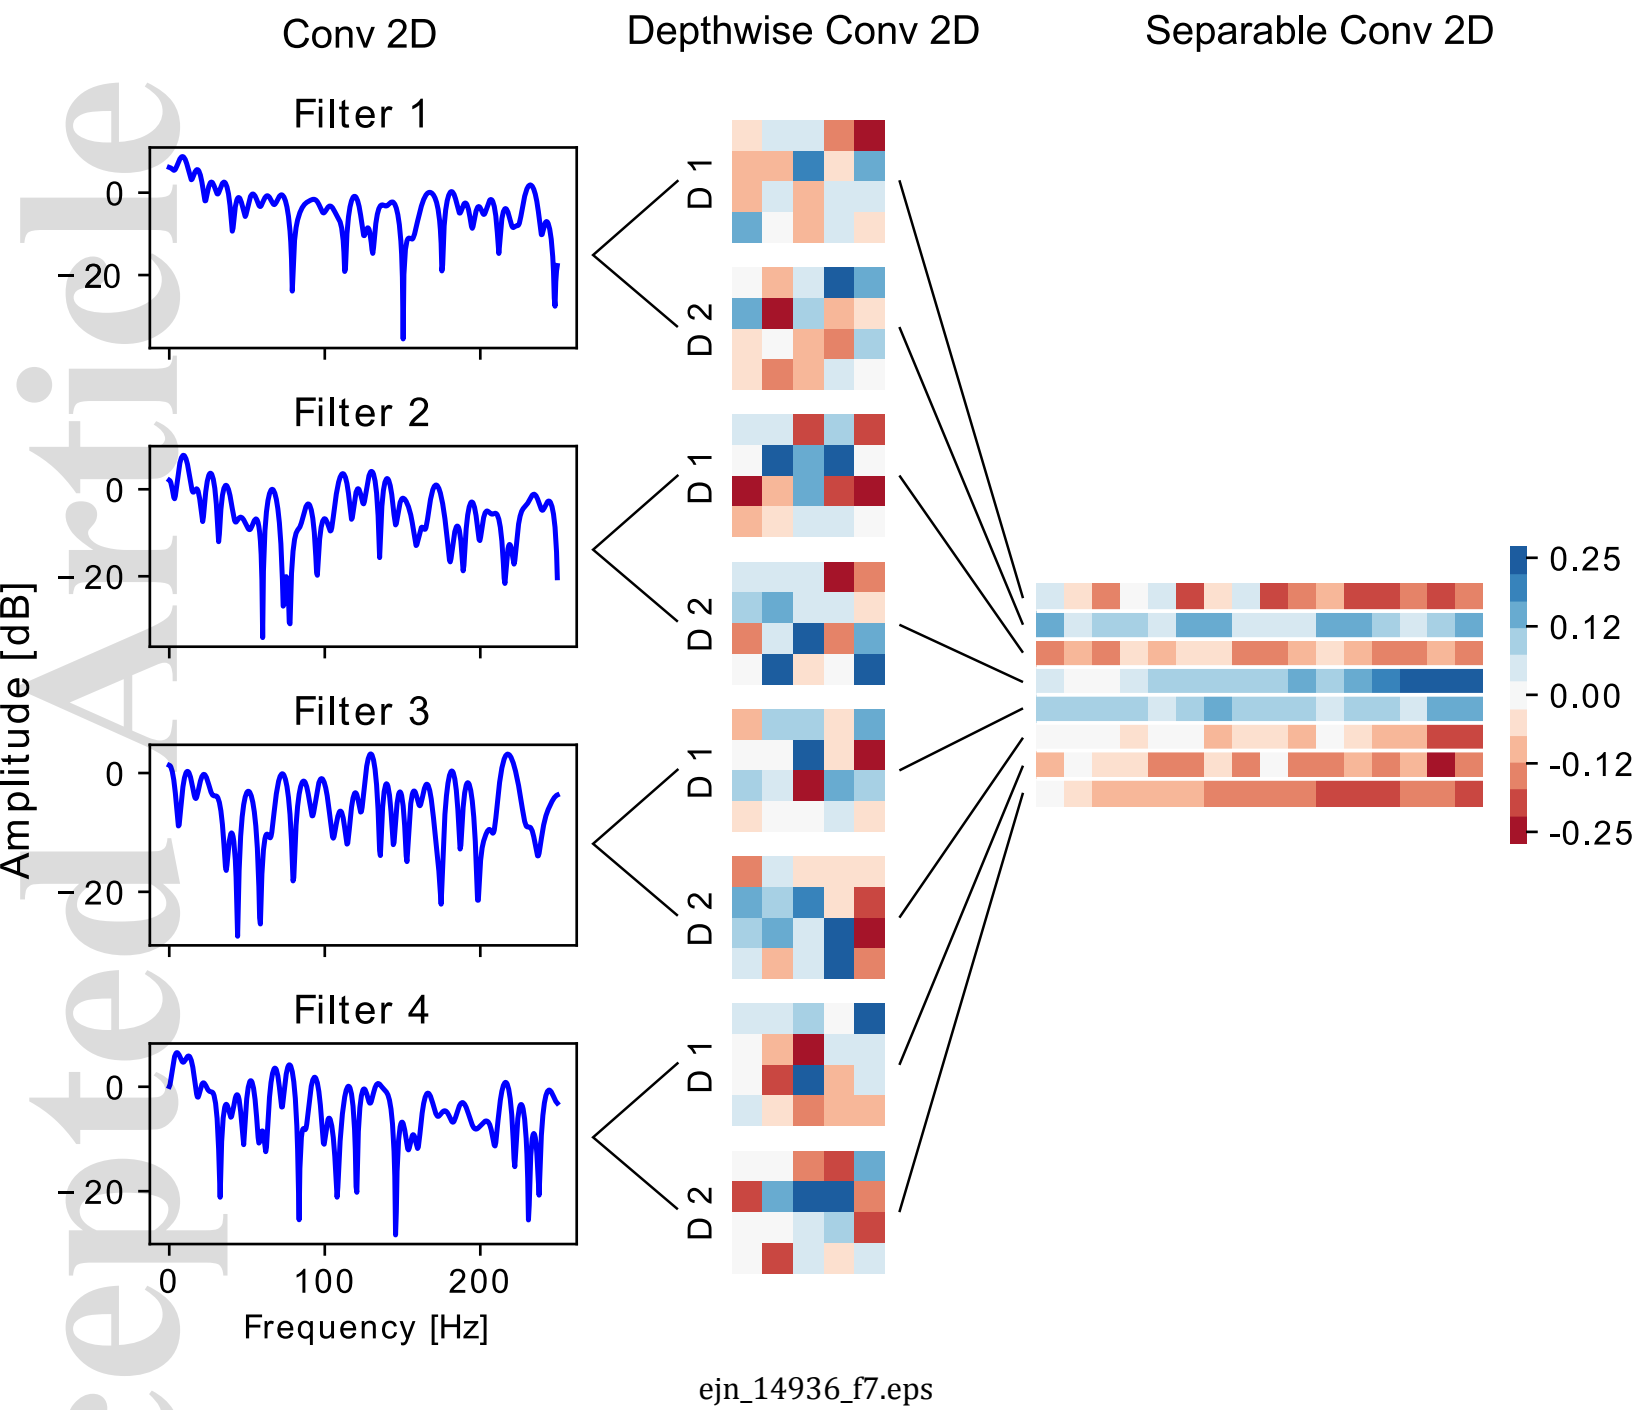 Conv 2D
Depthwise Conv 2D
Separable Conv 2D
Filter 1
0
−20
Filter 2
0
−20
Filter 3
0
−20
Filter 4
0
−20
0 100 200
Frequency [Hz]
Amplitude [dB]
D 1
D 2
D 1
D 2
D 1
D 2
D 1
D 2
0.25
0.12
0.00
-0.12
-0.25
cepted Article
ejn_14936_f7.eps